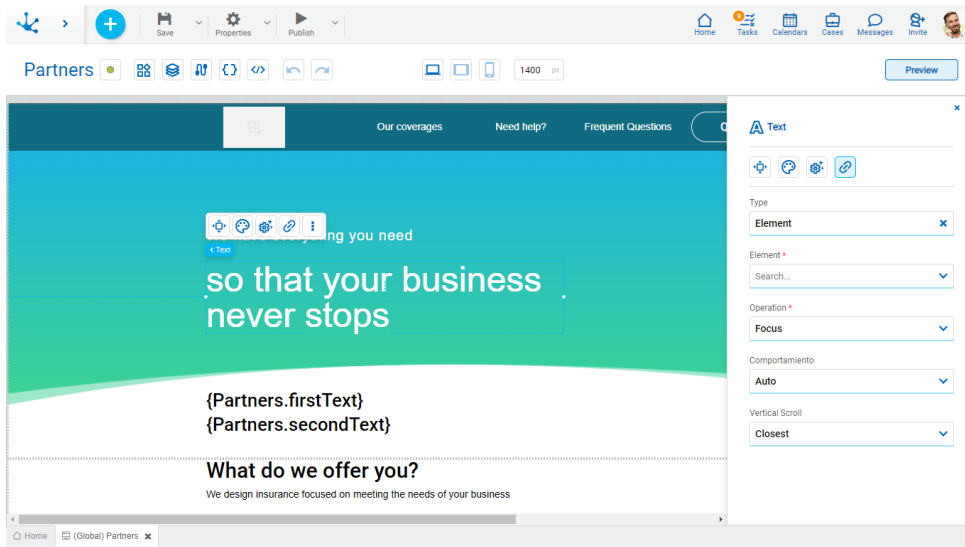 Save
Properties
Publish
Home
9
Tasks
Calendars
Cases
Messages
Invite
Partners
1400 px
Preview
Our coverages
Need help?
Frequent Questions
you need
< Text
so that your business
never stops
{Partners.firstText}
{Partners.secondText}
What do we offer you?
We design insurance focused on meeting the needs of your business
Text
Type
Element
Element *
Search...
Operation *
Focus
Comportamiento
Auto
Vertical Scroll
Closest
Home
(Global) Partners